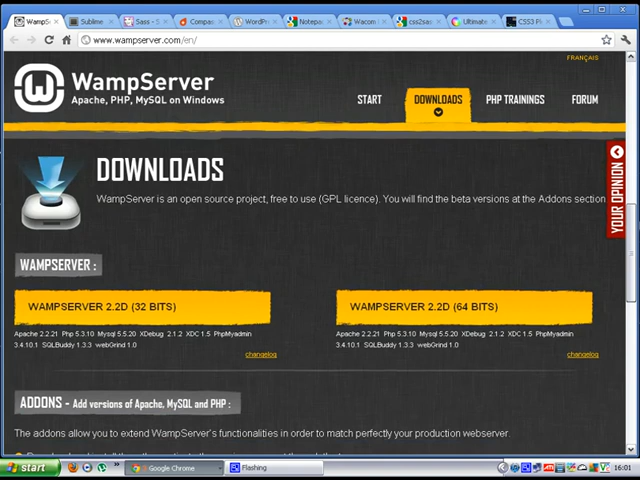 WampSe
Sublime
Sass - S
Compas
WordPr
Notepa
Wacom
css2sas
Ultimate
CSS3 Fl
www.wampserver.com/en/
FRANÇAIS
WampServer
Apache, PHP, MySQL on Windows
START
DOWNLOADS
PHP TRAININGS
FORUM
DOWNLOADS
WampServer is an open source project, free to use (GPL licence). You will find the beta versions at the Addons section
YOUR OPINION
WAMPSERVER :
WAMPSERVER 2.2D (32 BITS)
WAMPSERVER 2.2D (64 BITS)
Apache 2.2.21 Php 5.3.10 Mysql 5.5.20 XDebug 2.1.2 XDC 1.5 PhpMyadmin
3.4.10.1 SQLBuddy 1.3.3 webGrind 1.0
changelog
Apache 2.2.21 Php 5.3.10 Mysql 5.5.20 XDebug 2.1.2 XDC 1.5 PhpMyadmin
3.4.10.1 SQLBuddy 1.3.3 webGrind 1.0
changelog
ADDONS - Add versions of Apache, MySQL and PHP :
The addons allow you to extend WampServer's functionalities in order to match perfectly your production webserver.
start
Google Chrome
Flashing
16:01